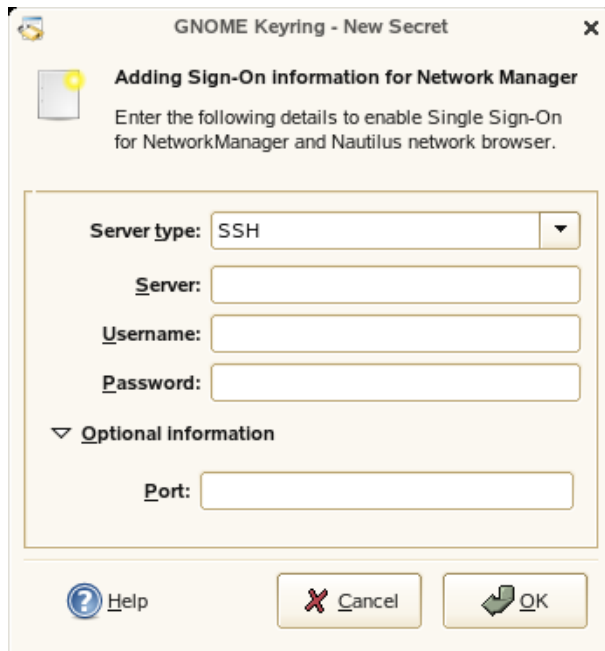 GNOME Keyring - New Secret
Adding Sign-On information for Network Manager
Enter the following details to enable Single Sign-On
for NetworkManager and Nautilus network browser.
Server type: SSH
Server:
Username:
Password:
Optional information
Port:
Help Cancel OK